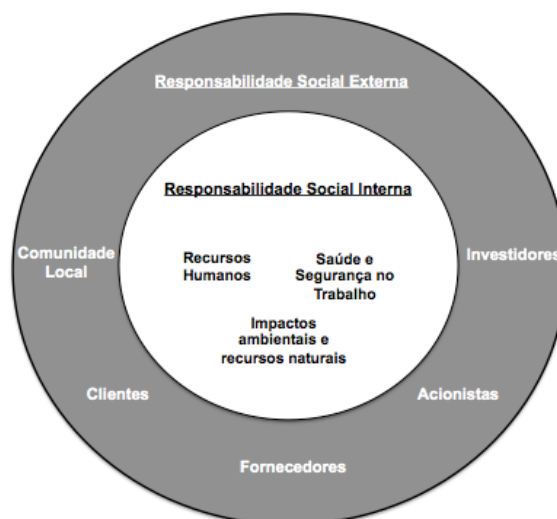 Responsabilidade Social Externa
Responsabilidade Social Interna
Comunidade
Local
Recursos
Humanos
Saúde e
Segurança no
Trabalho
Investidores
Impactos
ambientais e
recursos naturais
Clientes
Acionistas
Fornecedores